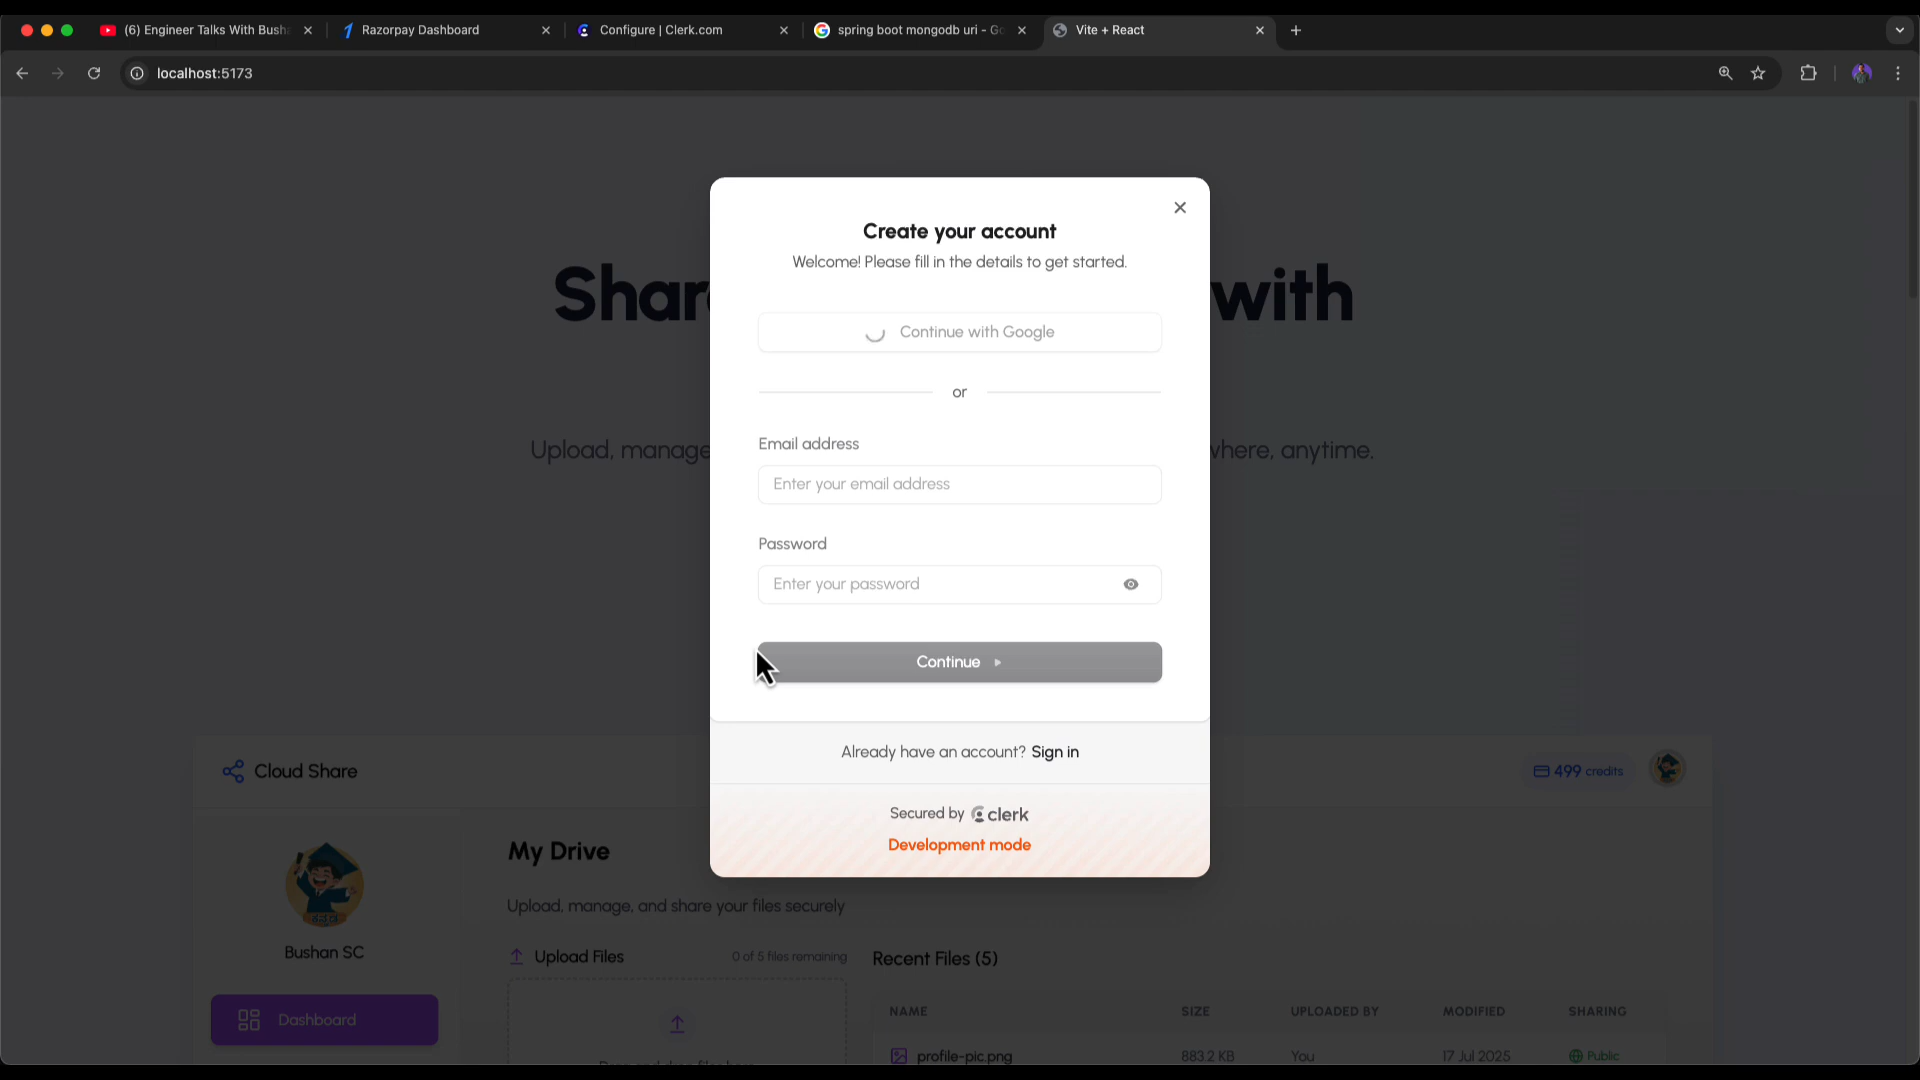 (6) Engineer Talks With Busha
Razorpay Dashboard
Configure | Clerk.com
spring boot mongodb uri - Go
Vite + React
localhost:5173
Create your account
Welcome! Please fill in the details to get started.
Shar with
Continue with Google
or
Email address
Upload, manage where, anytime.
Enter your email address
Password
Enter your password
Continue
Already have an account? Sign in
Cloud Share
499 credits
Secured by clerk
Development mode
My Drive
Upload, manage, and share your files securely
Bushan SC
Upload Files
0 of 5 files remaining
Recent Files (5)
NAME SIZE UPLOADED BY MODIFIED SHARING
Dashboard
profile-pic.png 883.2 KB You 17 Jul 2025 Public